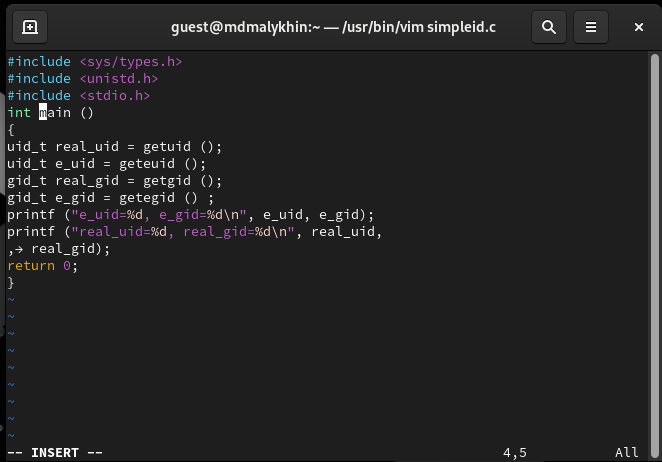 guest@mdmalykhin:~ — /usr/bin/vim simpleid.c
#include <sys/types.h>
#include <unistd.h>
#include <stdio.h>
int main ()
{
uid_t real_uid = getuid ();
uid_t e_uid = geteuid ();
gid_t real_gid = getgid ();
gid_t e_gid = getegid () ;
printf ("e_uid=%d, e_gid=%d\n", e_uid, e_gid);
printf ("real_uid=%d, real_gid=%d\n", real_uid,
,→ real_gid);
return 0;
}
~
~
~
~
~
~
~
~
~
-- INSERT -- 4,5 All